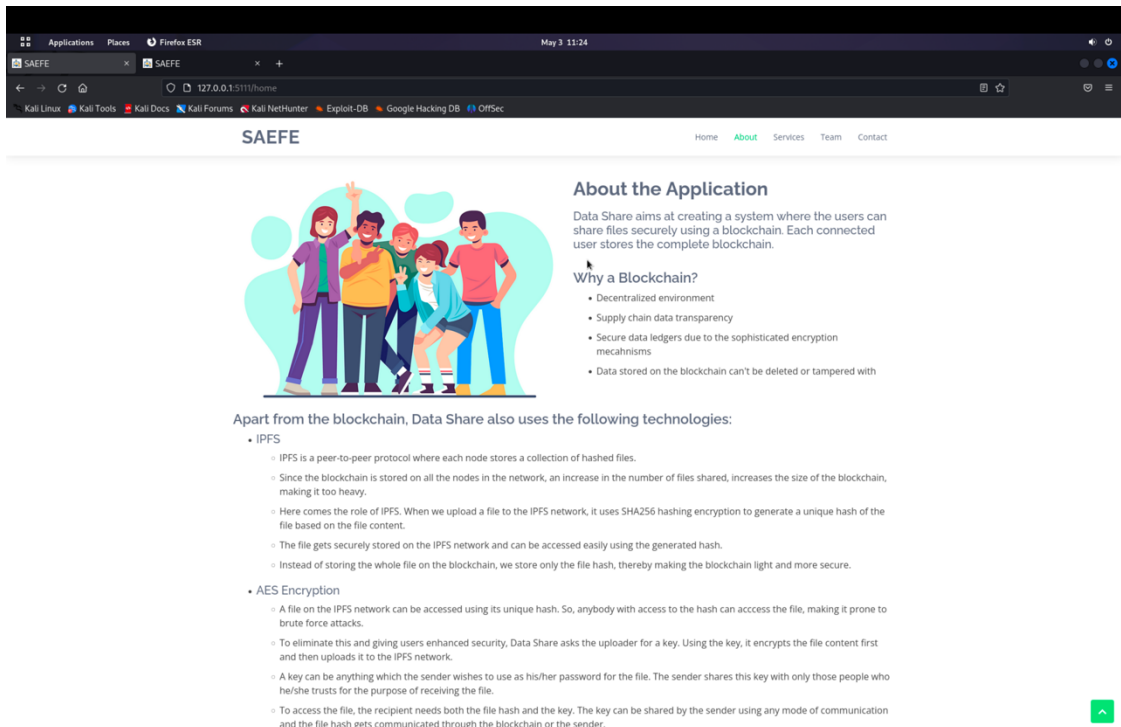 Applications Places Firefox ESR May 3 11:24
SAEFE × SAEFE × +
127.0.0.1:5111/home
Kali Linux Kali Tools Kali Docs Kali Forums Kali NetHunter Exploit-DB Google Hacking DB OffSec
SAEFE
Home About Services Team Contact
About the Application
Data Share aims at creating a system where the users can
share files securely using a blockchain. Each connected
user stores the complete blockchain.
Why a Blockchain?
• Decentralized environment
• Supply chain data transparency
• Secure data ledgers due to the sophisticated encryption
mecahnisms
• Data stored on the blockchain can't be deleted or tampered with
Apart from the blockchain, Data Share also uses the following technologies:
• IPFS
◦ IPFS is a peer-to-peer protocol where each node stores a collection of hashed files.
◦ Since the blockchain is stored on all the nodes in the network, an increase in the number of files shared, increases the size of the blockchain,
making it too heavy.
◦ Here comes the role of IPFS. When we upload a file to the IPFS network, it uses SHA256 hashing encryption to generate a unique hash of the
file based on the file content.
◦ The file gets securely stored on the IPFS network and can be accessed easily using the generated hash.
◦ Instead of storing the whole file on the blockchain, we store only the file hash, thereby making the blockchain light and more secure.
• AES Encryption
◦ A file on the IPFS network can be accessed using its unique hash. So, anybody with access to the hash can acccess the file, making it prone to
brute force attacks.
◦ To eliminate this and giving users enhanced security, Data Share asks the uploader for a key. Using the key, it encrypts the file content first
and then uploads it to the IPFS network.
◦ A key can be anything which the sender wishes to use as his/her password for the file. The sender shares this key with only those people who
he/she trusts for the purpose of receiving the file.
◦ To access the file, the recipient needs both the file hash and the key. The key can be shared by the sender using any mode of communication
and the file hash gets communicated through the blockchain or the sender.